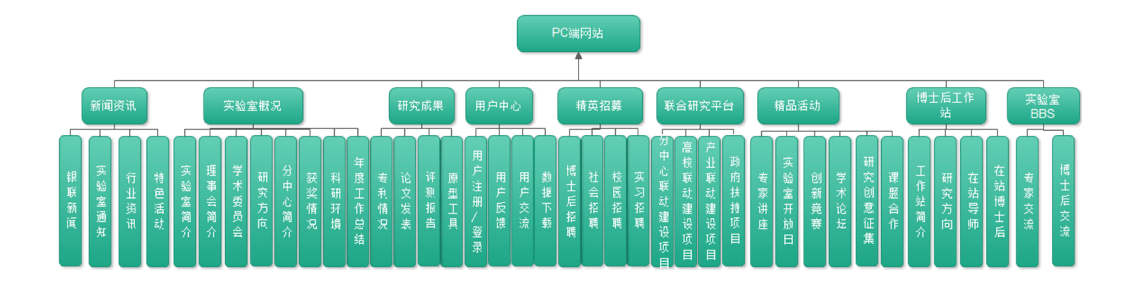 PC端网站
新闻资讯
实验室概况
研究成果
用户中心
精英招募
联合研究平台
精品活动
博士后工作
站
实验室
BBS
银联新闻
实验室通知
行业资讯
特色活动
实验室简介
理事会简介
学术委员会
研究方向
分中心简介
获奖情况
科研环境
年度工作总结
专利情况
论文发表
评测报告
原型工具
用户注册/登录
用户反馈
用户交流
数据下载
博士后招聘
社会招聘
校园招聘
实习招聘
分中心联动建设项目
高校联动建设项目
产业联动建设项目
政府扶持项目
专家讲座
实验室开放日
创新竞赛
学术论坛
研究创意征集
课题合作
工作站简介
研究方向
在站导师
在站博士后
专家交流
博士后交流